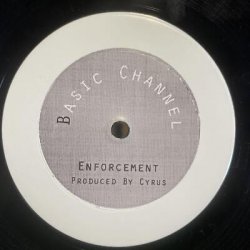 Basic Channel
Enforcement
Produced By Cyrus